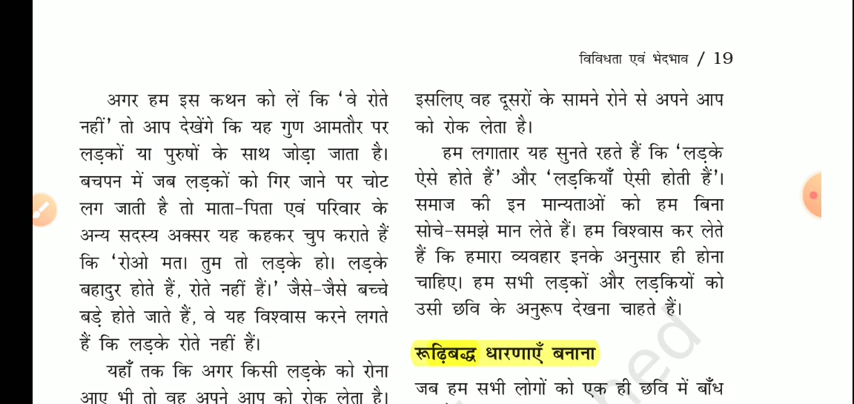 विविधता एवं भेदभाव / 19
अगर हम इस कथन को लें कि ‘वे रोते
नहीं’ तो आप देखेंगे कि यह गुण आमतौर पर
लड़कों या पुरुषों के साथ जोड़ा जाता है।
बचपन में जब लड़कों को गिर जाने पर चोट
लग जाती है तो माता-पिता एवं परिवार के
अन्य सदस्य अक्सर यह कहकर चुप कराते हैं
कि ‘रोओ मत। तुम तो लड़के हो। लड़के
बहादुर होते हैं, रोते नहीं हैं।’ जैसे-जैसे बच्चे
बड़े होते जाते हैं, वे यह विश्वास करने लगते
हैं कि लड़के रोते नहीं हैं।
यहाँ तक कि अगर किसी लड़के को रोना
आए भी तो वह अपने आप को रोक लेता है।
इसलिए वह दूसरों के सामने रोने से अपने आप
को रोक लेता है।
हम लगातार यह सुनते रहते हैं कि ‘लड़के
ऐसे होते हैं’ और ‘लड़कियाँ ऐसी होती हैं’।
समाज की इन मान्यताओं को हम बिना
सोचे-समझे मान लेते हैं। हम विश्वास कर लेते
हैं कि हमारा व्यवहार इनके अनुसार ही होना
चाहिए। हम सभी लड़कों और लड़कियों को
उसी छवि के अनुरूप देखना चाहते हैं।
रूढ़िबद्ध धारणाएँ बनाना
जब हम सभी लोगों को एक ही छवि में बाँध